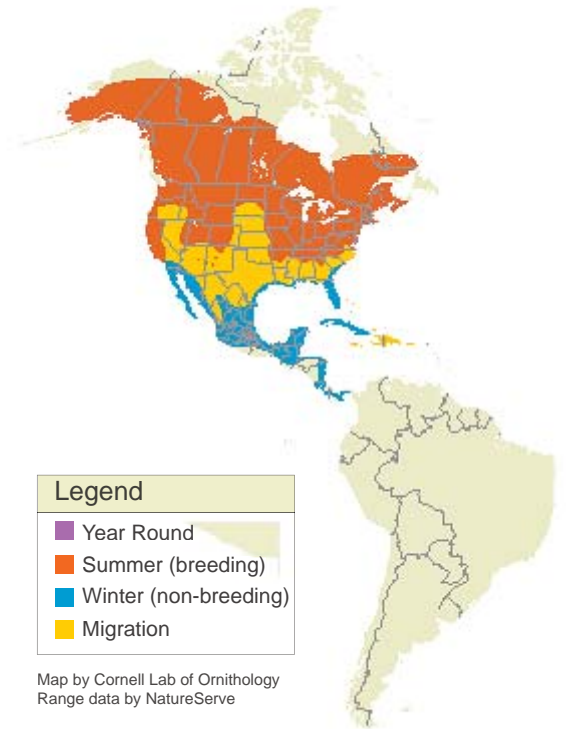 Legend
Year Round
Summer (breeding)
Winter (non-breeding)
Migration
Map by Cornell Lab of Ornithology
Range data by NatureServe